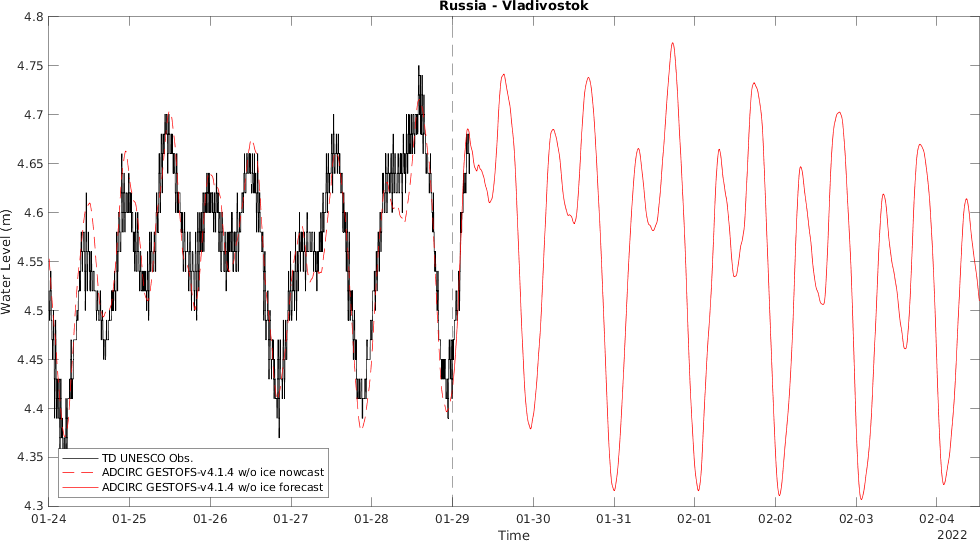 Russia - Vladivostok
4.8
4.75
4.7
4.65
4.6
4.55
4.5
4.45
4.4
4.35
4.3
Water Level (m)
TD UNESCO Obs.
ADCIRC GESTOFS-v4.1.4 w/o ice nowcast
ADCIRC GESTOFS-v4.1.4 w/o ice forecast
01-24 01-25 01-26 01-27 01-28 01-29 01-30 01-31 02-01 02-02 02-03 02-04
Time
2022